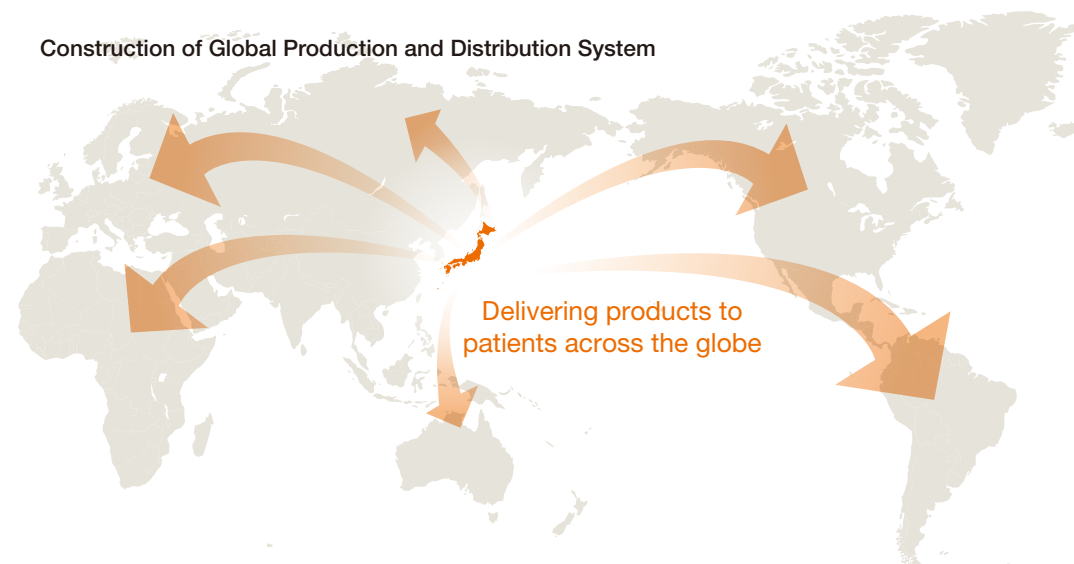 Construction of Global Production and Distribution System
Delivering products to
patients across the globe